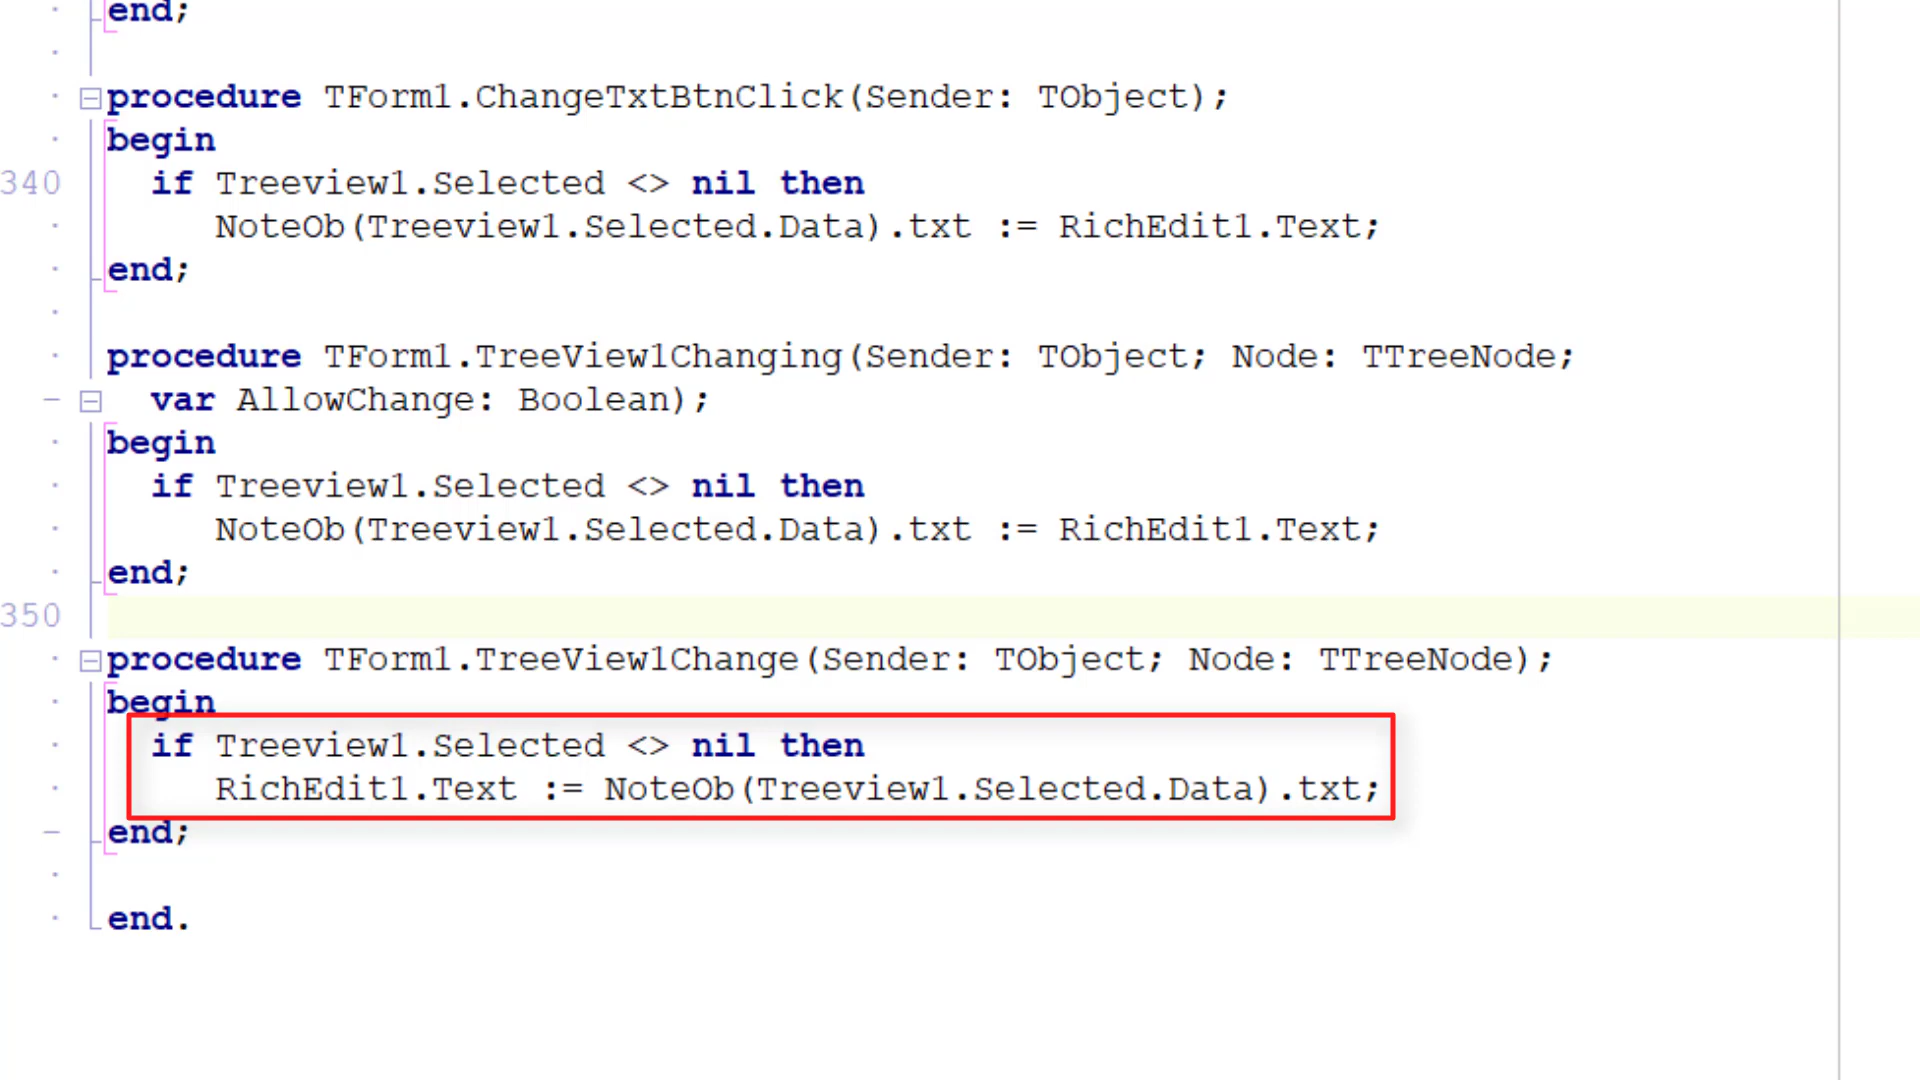 end;
procedure TForm1.ChangeTxtBtnClick(Sender: TObject);
begin
340 if Treeview1.Selected <> nil then
NoteOb(Treeview1.Selected.Data).txt := RichEdit1.Text;
end;
procedure TForm1.TreeView1Changing(Sender: TObject; Node: TTreeNode;
var AllowChange: Boolean);
begin
if Treeview1.Selected <> nil then
NoteOb(Treeview1.Selected.Data).txt := RichEdit1.Text;
end;
350
procedure TForm1.TreeView1Change(Sender: TObject; Node: TTreeNode);
begin
if Treeview1.Selected <> nil then
RichEdit1.Text := NoteOb(Treeview1.Selected.Data).txt;
end;
end.